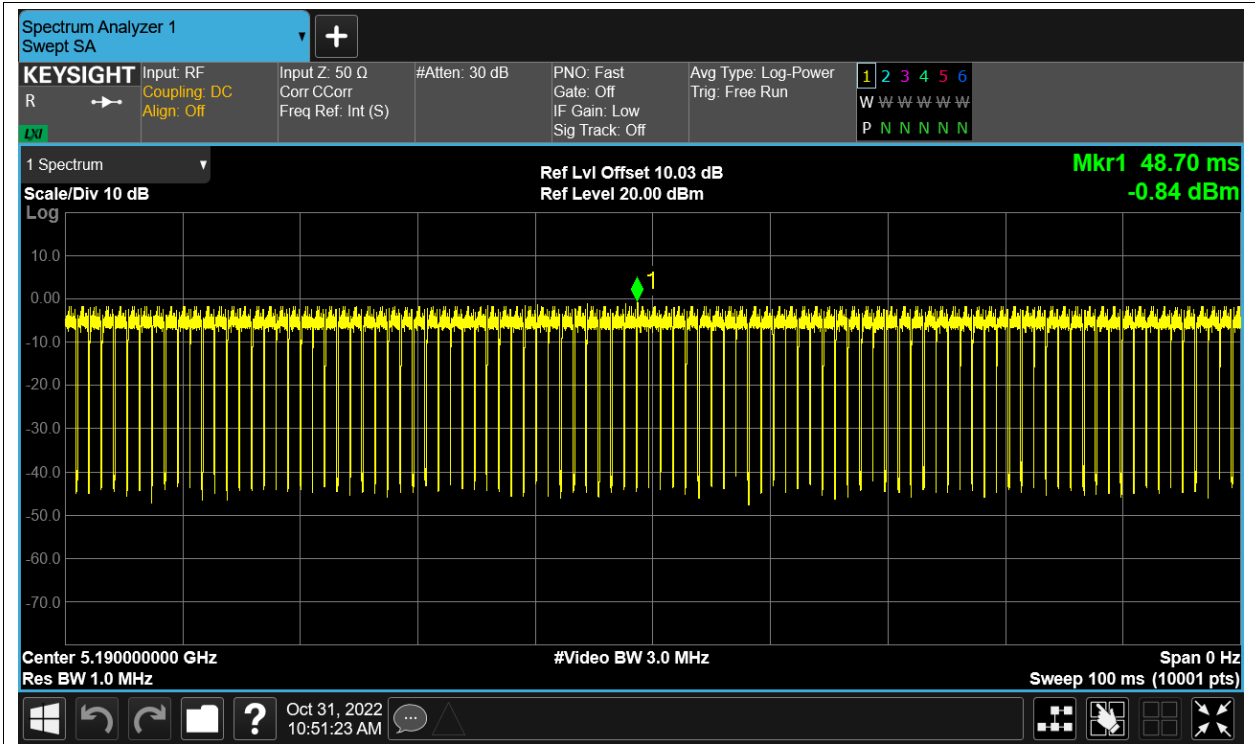 Spectrum Analyzer 1
Swept SA
KEYSIGHT
R
LXI
Input: RF
Coupling: DC
Align: Off
Input Z: 50 Ω
Corr CCorr
Freq Ref: Int (S)
#Atten: 30 dB
PNO: Fast
Gate: Off
IF Gain: Low
Sig Track: Off
Avg Type: Log-Power
Trig: Free Run
1 2 3 4 5 6
W W W W W W
P N N N N N
1 Spectrum
Scale/Div 10 dB
Log
Ref Lvl Offset 10.03 dB
Ref Level 20.00 dBm
Mkr1 48.70 ms
-0.84 dBm
1
10.0
0.00
-10.0
-20.0
-30.0
-40.0
-50.0
-60.0
-70.0
Center 5.190000000 GHz
Res BW 1.0 MHz
#Video BW 3.0 MHz
Span 0 Hz
Sweep 100 ms (10001 pts)
?
Oct 31, 2022
10:51:23 AM